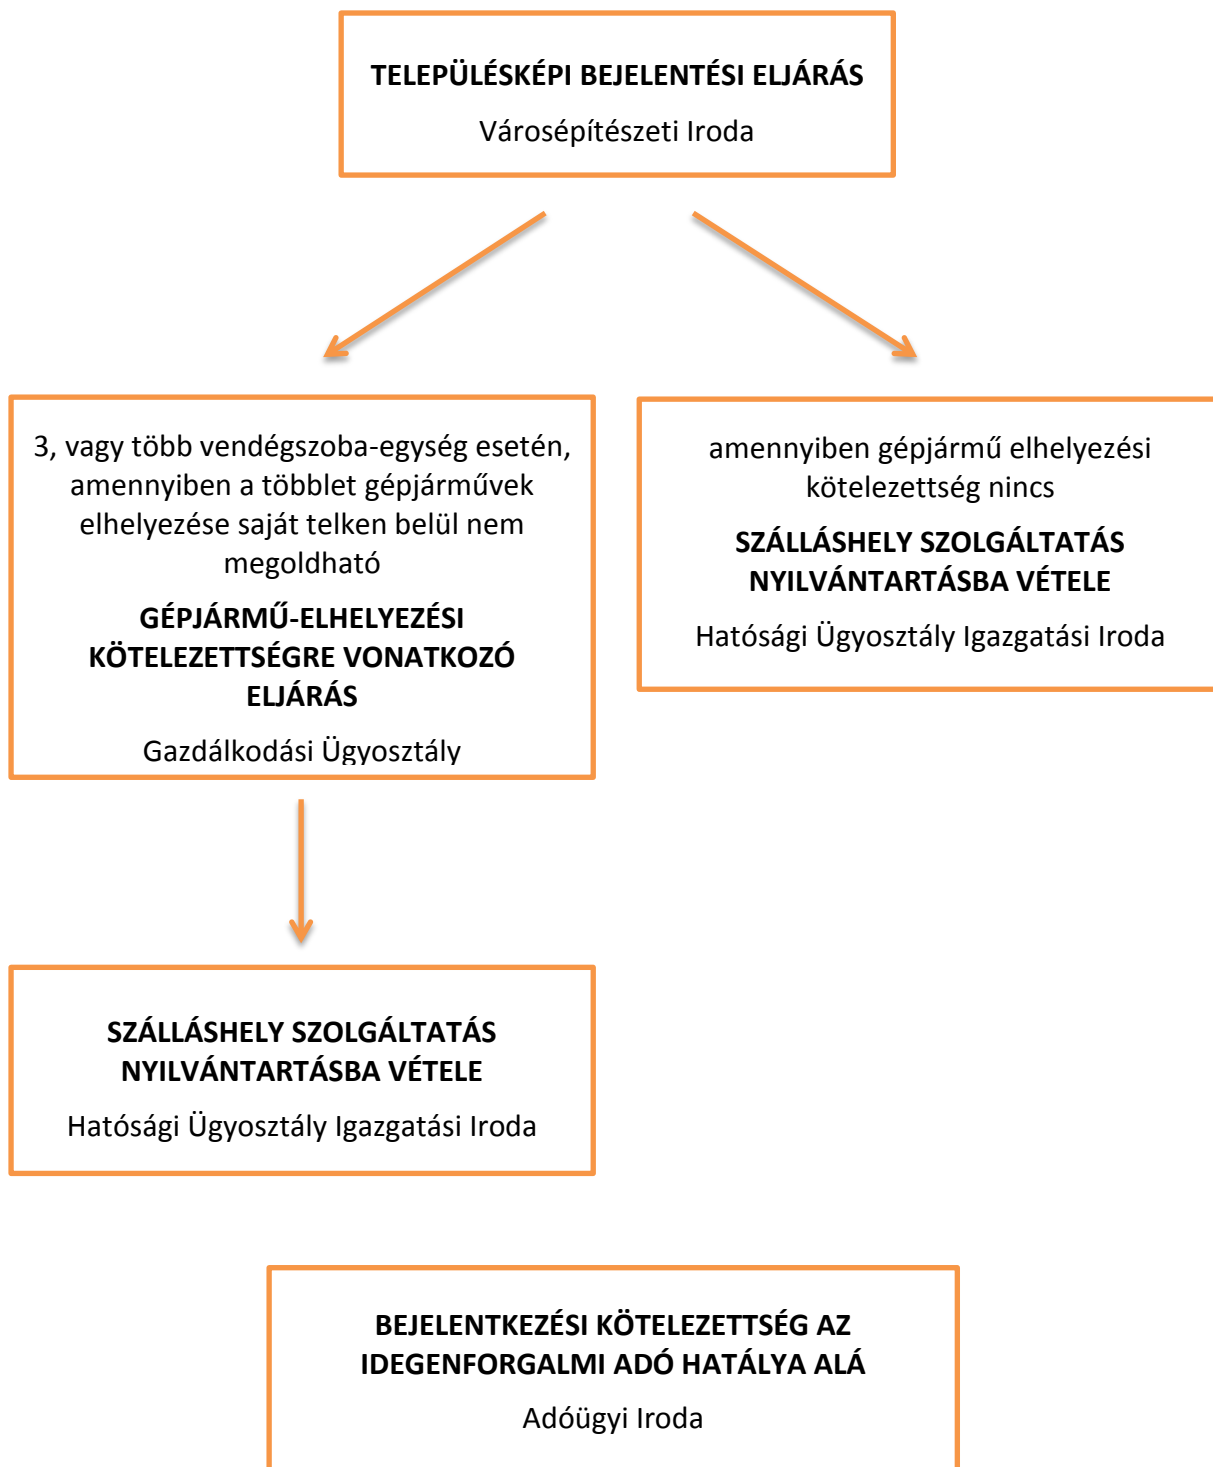 TELEPÜLÉSKÉPI BEJELENTÉSI ELJÁRÁS
Városépítészeti Iroda
3, vagy több vendégszoba-egység esetén,
amennyiben a többlet gépjárművek
elhelyezése saját telken belül nem
megoldható
GÉPJÁRMŰ-ELHELYEZÉSI
KÖTELEZETTSÉGRE VONATKOZÓ
ELJÁRÁS
Gazdálkodási Ügyosztály
amennyiben gépjármű elhelyezési
kötelezettség nincs
SZÁLLÁSHELY SZOLGÁLTATÁS
NYILVÁNTARTÁSBA VÉTELE
Hatósági Ügyosztály Igazgatási Iroda
SZÁLLÁSHELY SZOLGÁLTATÁS
NYILVÁNTARTÁSBA VÉTELE
Hatósági Ügyosztály Igazgatási Iroda
BEJELENTKEZÉSI KÖTELEZETTSÉG AZ
IDEGENFORGALMI ADÓ HATÁLYA ALÁ
Adóügyi Iroda